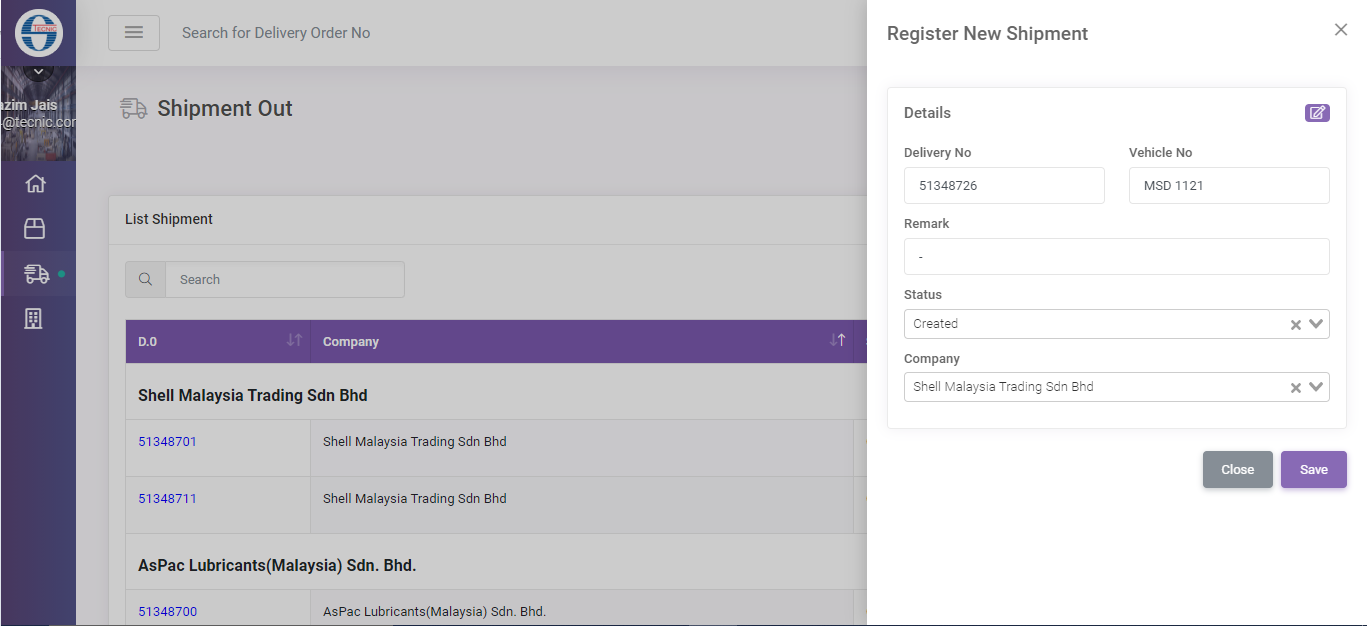 TECNIC
Search for Delivery Order No
azim Jais
@tecnic.com
Shipment Out
List Shipment
Search
D.0
Company
Shell Malaysia Trading Sdn Bhd
51348701
Shell Malaysia Trading Sdn Bhd
51348711
Shell Malaysia Trading Sdn Bhd
AsPac Lubricants(Malaysia) Sdn. Bhd.
51348700
AsPac Lubricants(Malaysia) Sdn. Bhd.
Register New Shipment
Details
Delivery No
Vehicle No
51348726
MSD 1121
Remark
-
Status
Created
Company
Shell Malaysia Trading Sdn Bhd
Close
Save